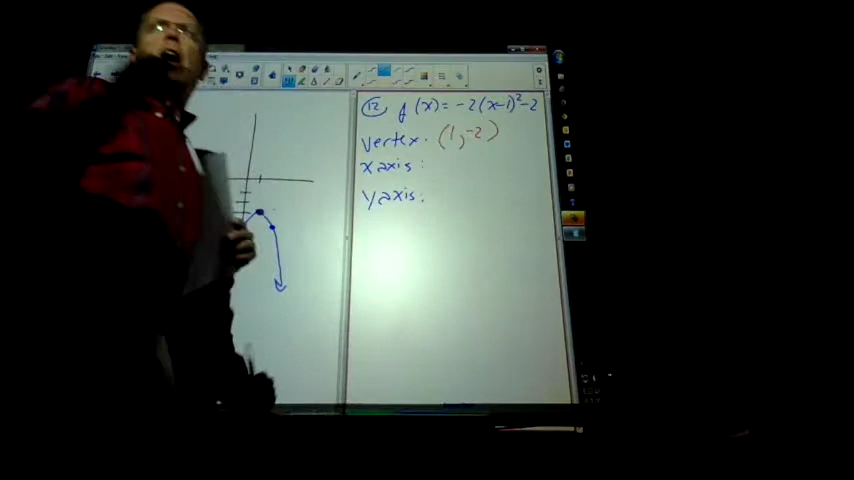 12 f(x) = -2(x-1)²-2
Vertex: (1, -2)
x axis:
y axis: